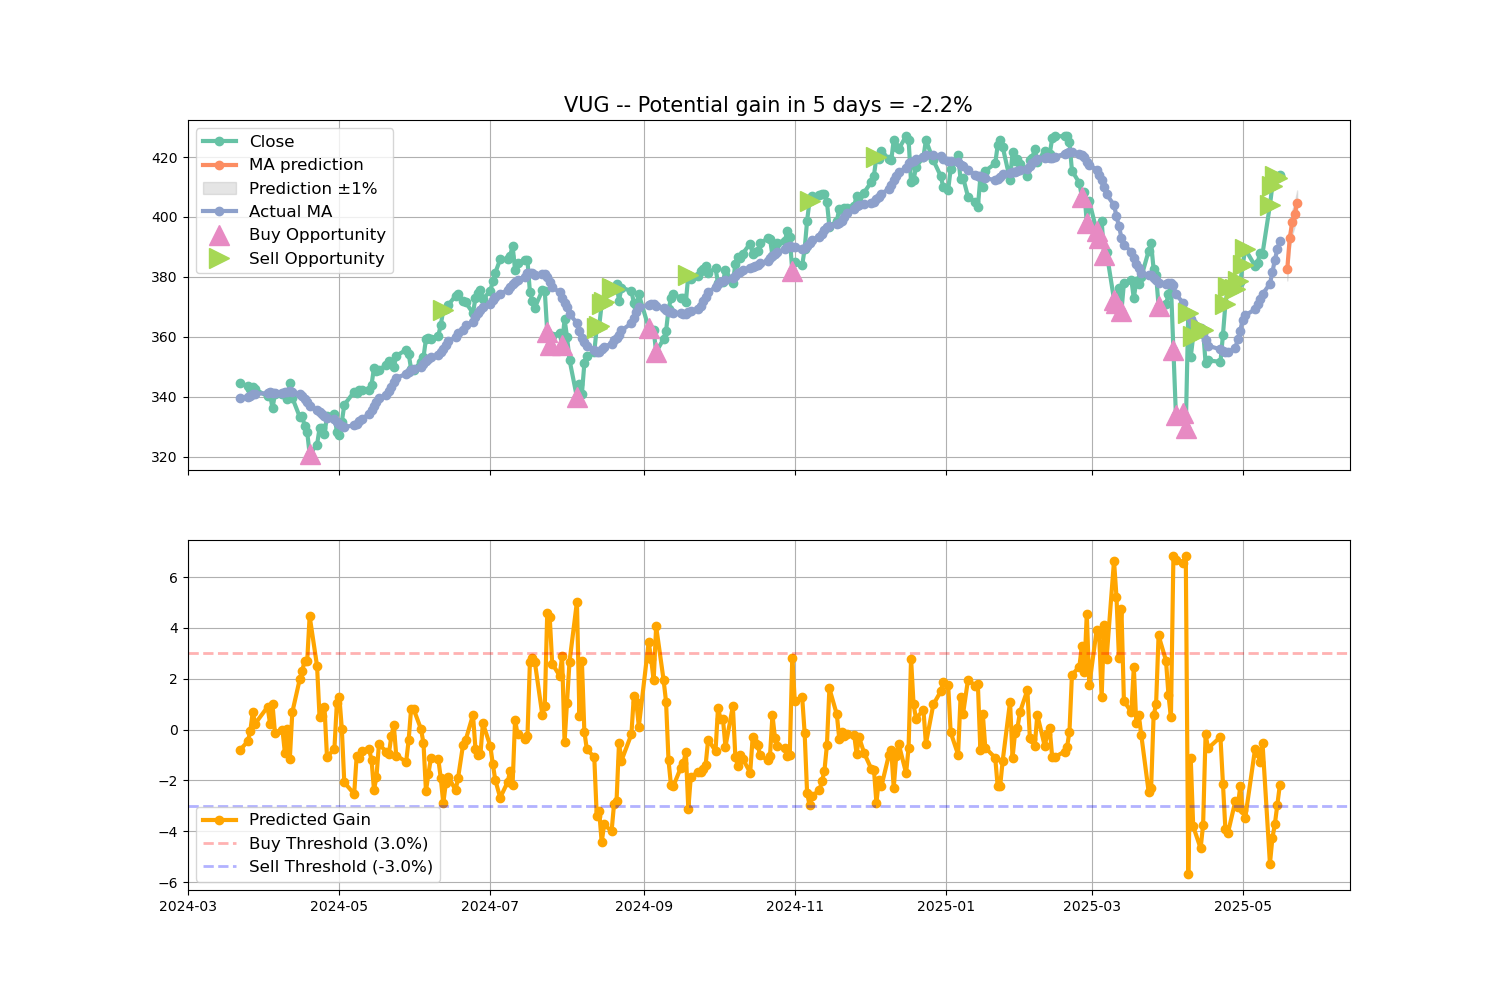 VUG -- Potential gain in 5 days = -2.2%
Close
MA prediction
Prediction ±1%
Actual MA
Buy Opportunity
Sell Opportunity
420
400
380
360
340
320
6
4
2
0
−2
−4
−6
Predicted Gain
Buy Threshold (3.0%)
Sell Threshold (-3.0%)
2024-03 2024-05 2024-07 2024-09 2024-11 2025-01 2025-03 2025-05